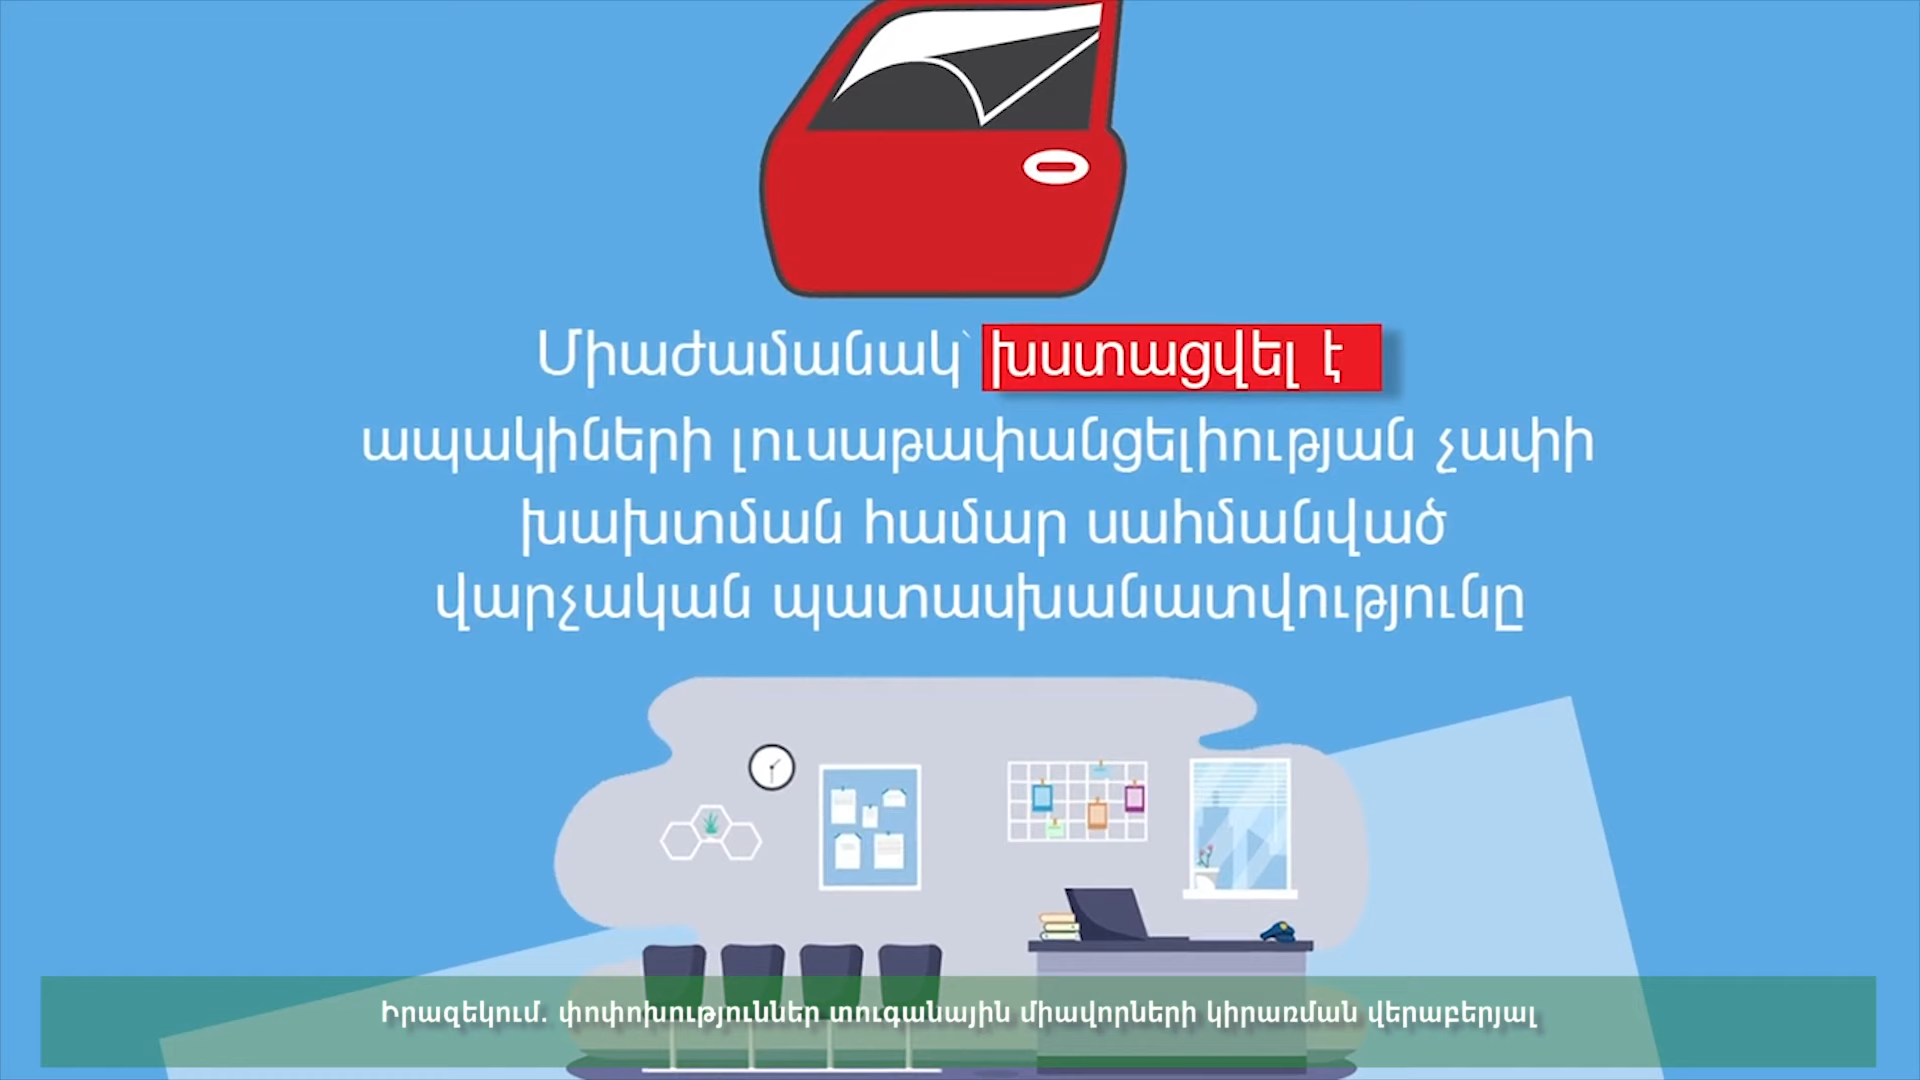 Միաժամանակ՝ խստացվել է
ապակիների լուսաթափանցելիության չափի
խախտման համար սահմանված
վարչական պատասխանատվությունը
Իրազեկում. փոփոխություններ տուգանային միավորների կիրառման վերաբերյալ